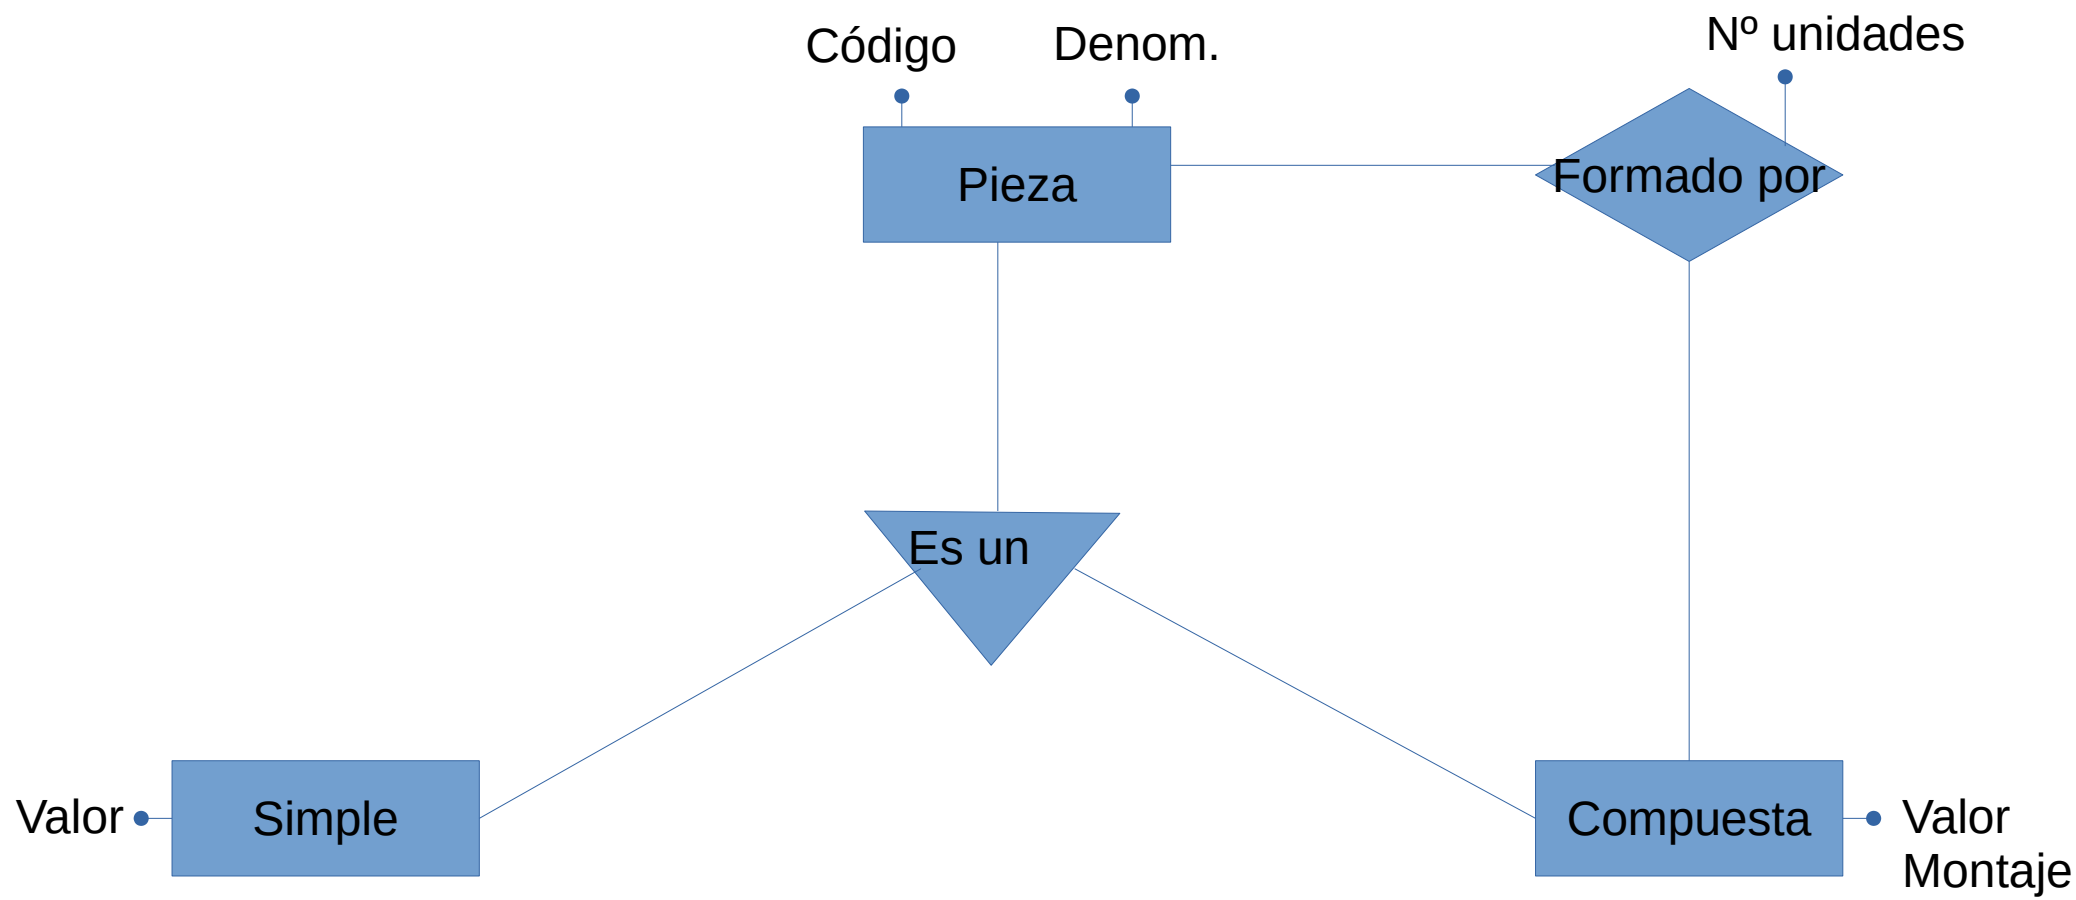 Nº unidades
Código
Denom.
Formado por
Pieza
Es un
Valor
Simple
Compuesta
Valor
Montaje